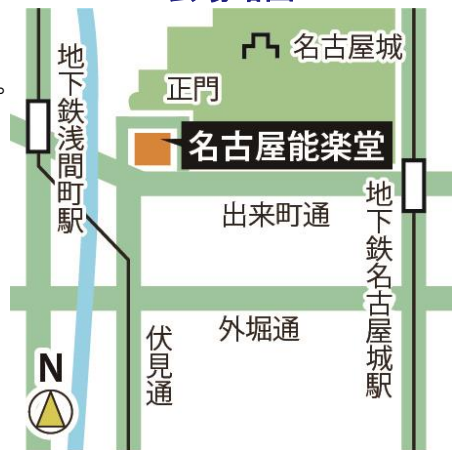 名古屋城
正門
名古屋能楽堂
地下鉄浅間町駅
出来町通
地下鉄名古屋城駅
外堀通
伏見通
N